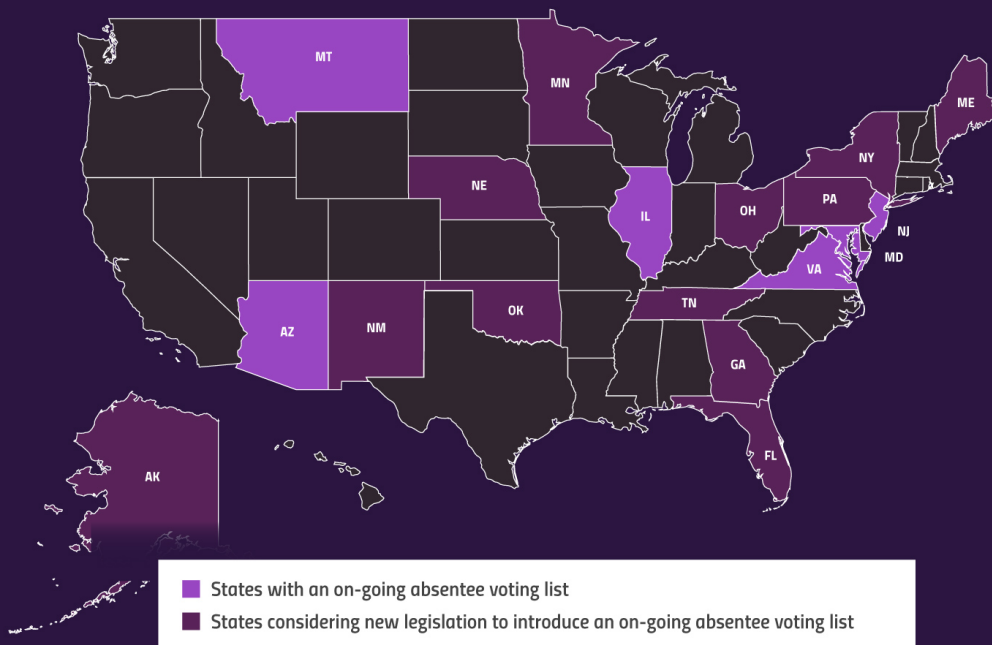 MT
MN
ME
NY
NE
PA
OH
IL
NJ
MD
VA
TN
OK
NM
AZ
GA
FL
AK
States with an on-going absentee voting list
States considering new legislation to introduce an on-going absentee voting list